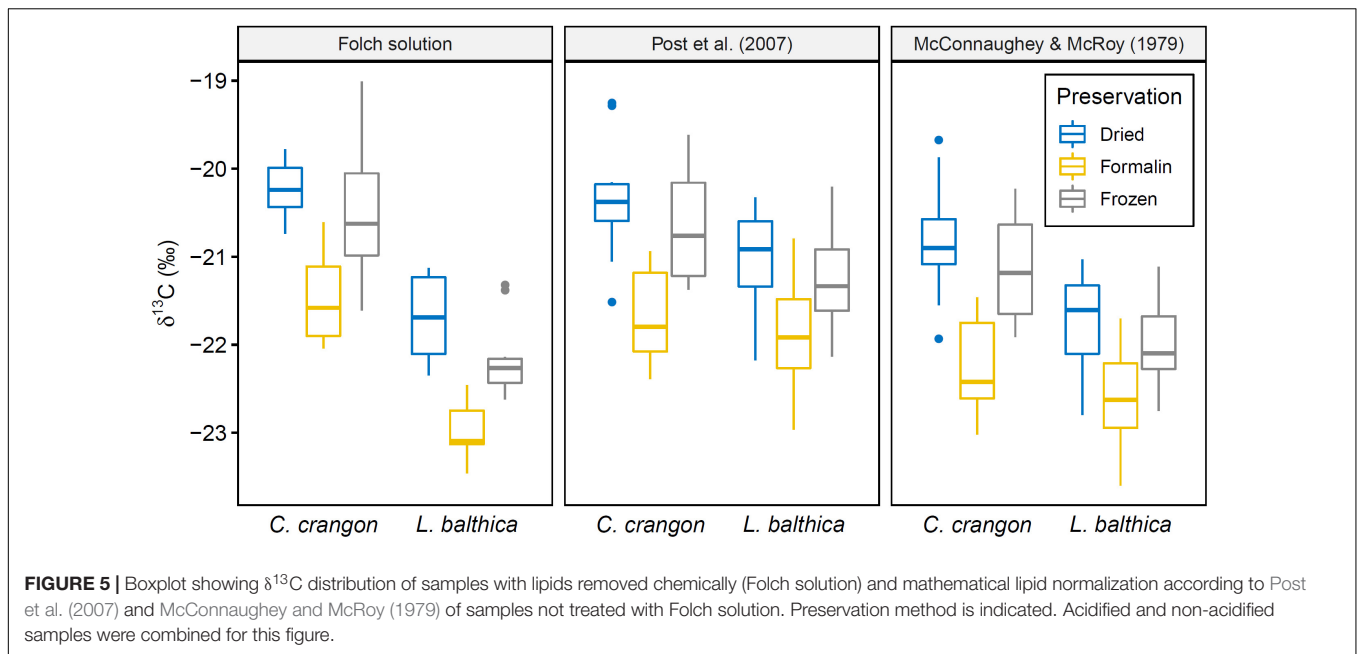 Folch solution
Post et al. (2007)
McConnaughey & McRoy (1979)
Preservation
Dried
Formalin
Frozen
δ¹³C (‰)
−19
−20
−21
−22
−23
C. crangon
L. balthica
C. crangon
L. balthica
C. crangon
L. balthica
FIGURE 5 | Boxplot showing δ¹³C distribution of samples with lipids removed chemically (Folch solution) and mathematical lipid normalization according to Post
et al. (2007) and McConnaughey and McRoy (1979) of samples not treated with Folch solution. Preservation method is indicated. Acidified and non-acidified
samples were combined for this figure.